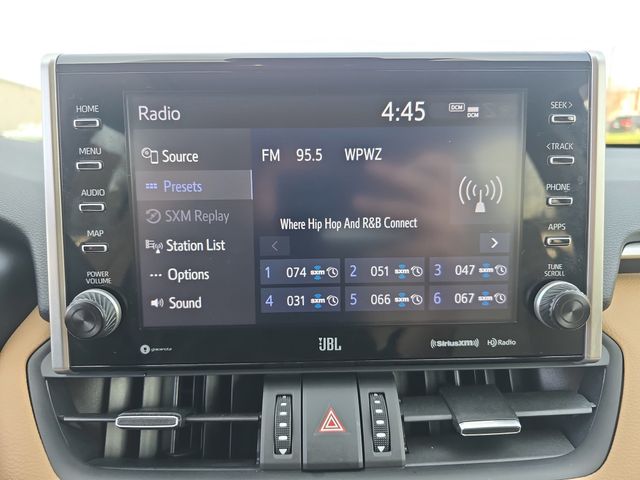 Radio 4:45 DCM DCM
HOME
MENU
AUDIO
MAP
POWER
VOLUME
SEEK>
<TRACK
PHONE
APPS
TUNE
SCROLL
Source
Presets
SXM Replay
Station List
Options
Sound
FM 95.5 WPWZ
Where Hip Hop And R&B Connect
< >
1 074 sxm 2 051 sxm 3 047 sxm
4 031 sxm 5 066 sxm 6 067 sxm
gracenote JBL ((SiriusXM)) HD Radio